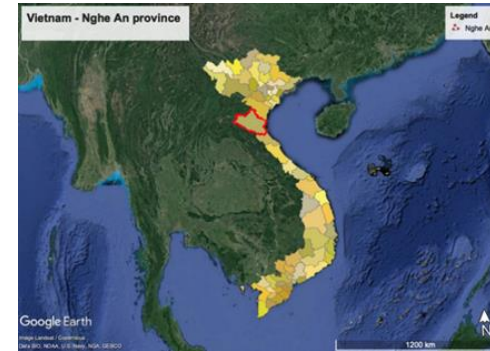 Vietnam - Nghe An province
Legend
Nghe An
Google Earth
Image Landsat / Copernicus
Data SIO, NOAA, U.S. Navy, NGA, GEBCO
N
1200 km